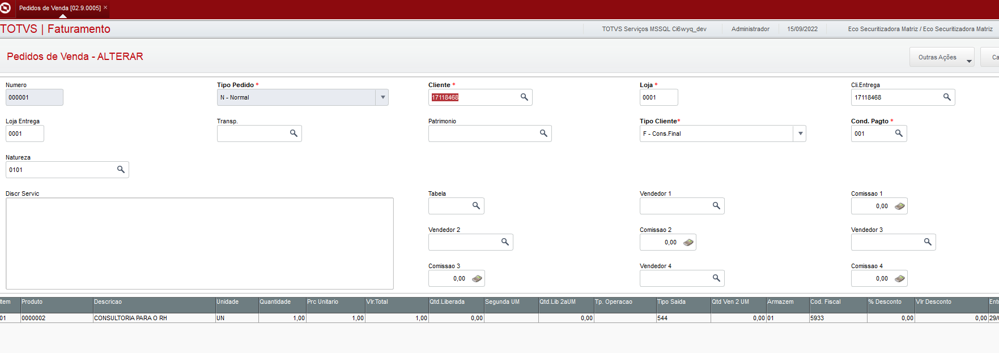 Pedidos de Venda [02.9.0005] ×
TOTVS | Faturamento
TOTVS Serviços MSSQL Ci6wyq_dev Administrador 15/09/2022 Eco Securitizadora Matriz / Eco Securitizadora Matriz
Pedidos de Venda - ALTERAR
Outras Ações Ca
Numero Tipo Pedido * Cliente * Loja * Cli.Entrega
000001 N - Normal 17118468 0001 17118468
Loja Entrega Transp. Patrimonio Tipo Cliente* Cond. Pagto *
0001 F - Cons.Final 001
Natureza
0101
Discr Servic Tabela Vendedor 1 Comissao 1
0,00
Vendedor 2 Comissao 2 Vendedor 3
0,00
Comissao 3 Vendedor 4 Comissao 4
0,00 0,00
Item Produto Descricao Unidade Quantidade Prc Unitario Vlr.Total Qtd.Liberada Segunda UM Qtd.Lib 2aUM Tp. Operacao Tipo Saida Qtd Ven 2 UM Armazem Cod. Fiscal % Desconto Vlr Desconto Entr
01 0000002 CONSULTORIA PARA O RH UN 1,00 1,00 1,00 0,00 0,00 544 0,00 01 5933 0,00 0,00 29/